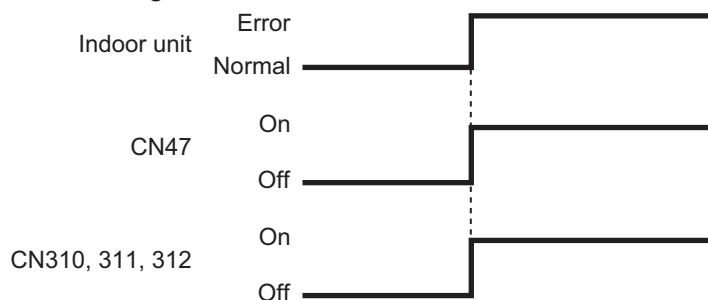 Error
Indoor unit
Normal
On
CN47
Off
On
CN310, 311, 312
Off